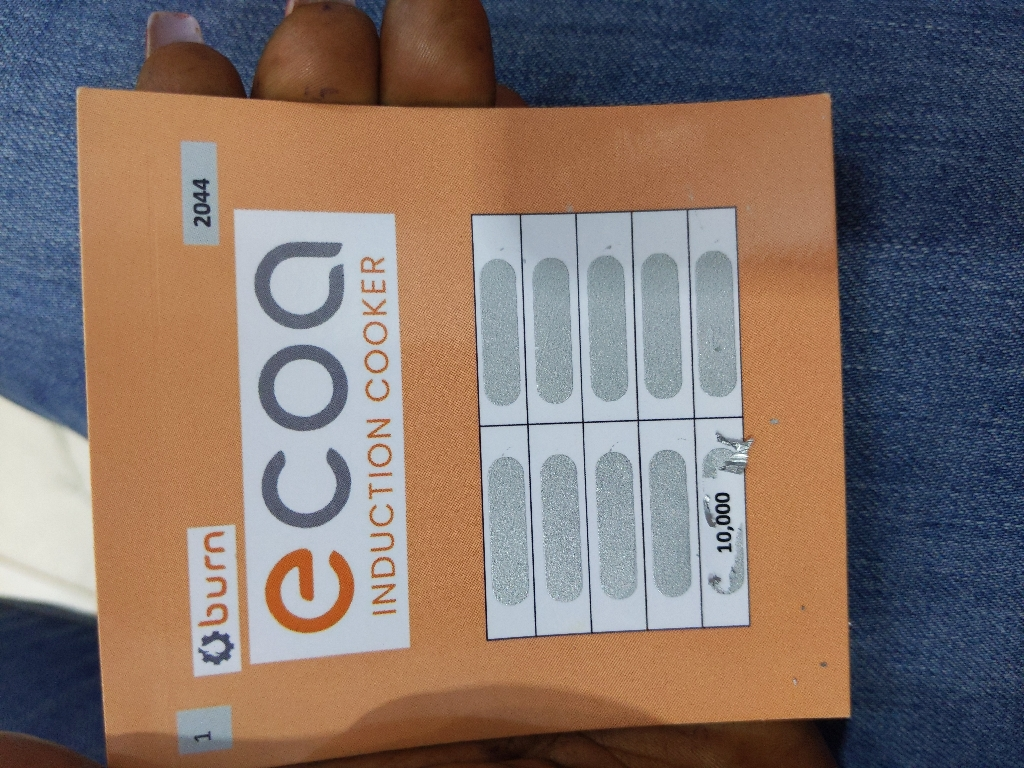 1
2044
burn
ecoa
INDUCTION COOKER
10,000